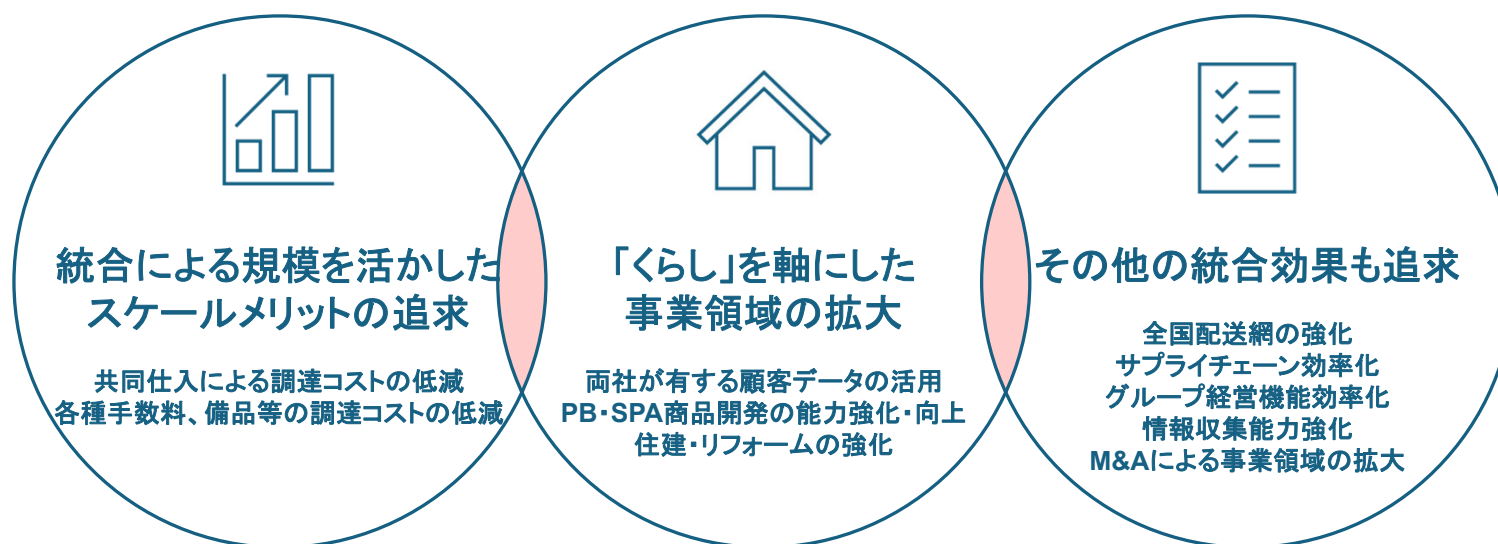 統合による規模を活かした
スケールメリットの追求
共同仕入による調達コストの低減
各種手数料、備品等の調達コストの低減
「くらし」を軸にした
事業領域の拡大
両社が有する顧客データの活用
PB・SPA商品開発の能力強化・向上
住建・リフォームの強化
その他の統合効果も追求
全国配送網の強化
サプライチェーン効率化
グループ経営機能効率化
情報収集能力強化
M&Aによる事業領域の拡大